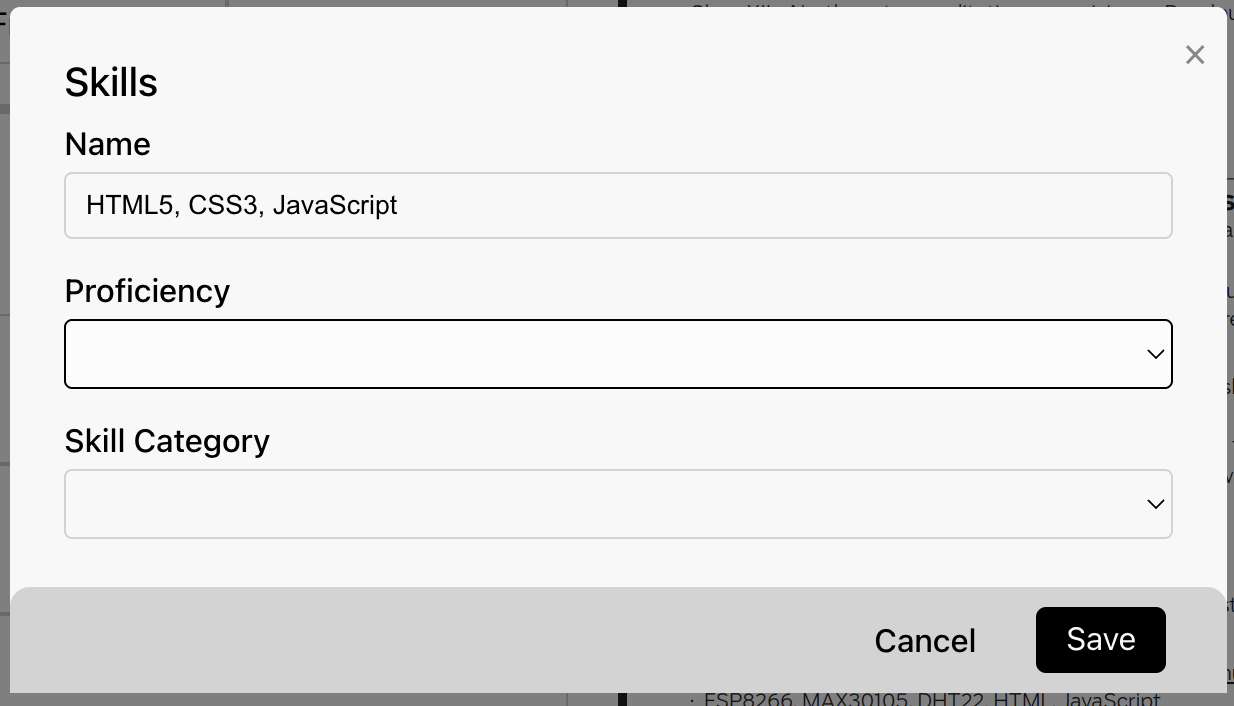 Skills
Name
HTML5, CSS3, JavaScript
Proficiency
Skill Category
Cancel
Save
· ESP8266, MAX30105, DHT22, HTML, JavaScript